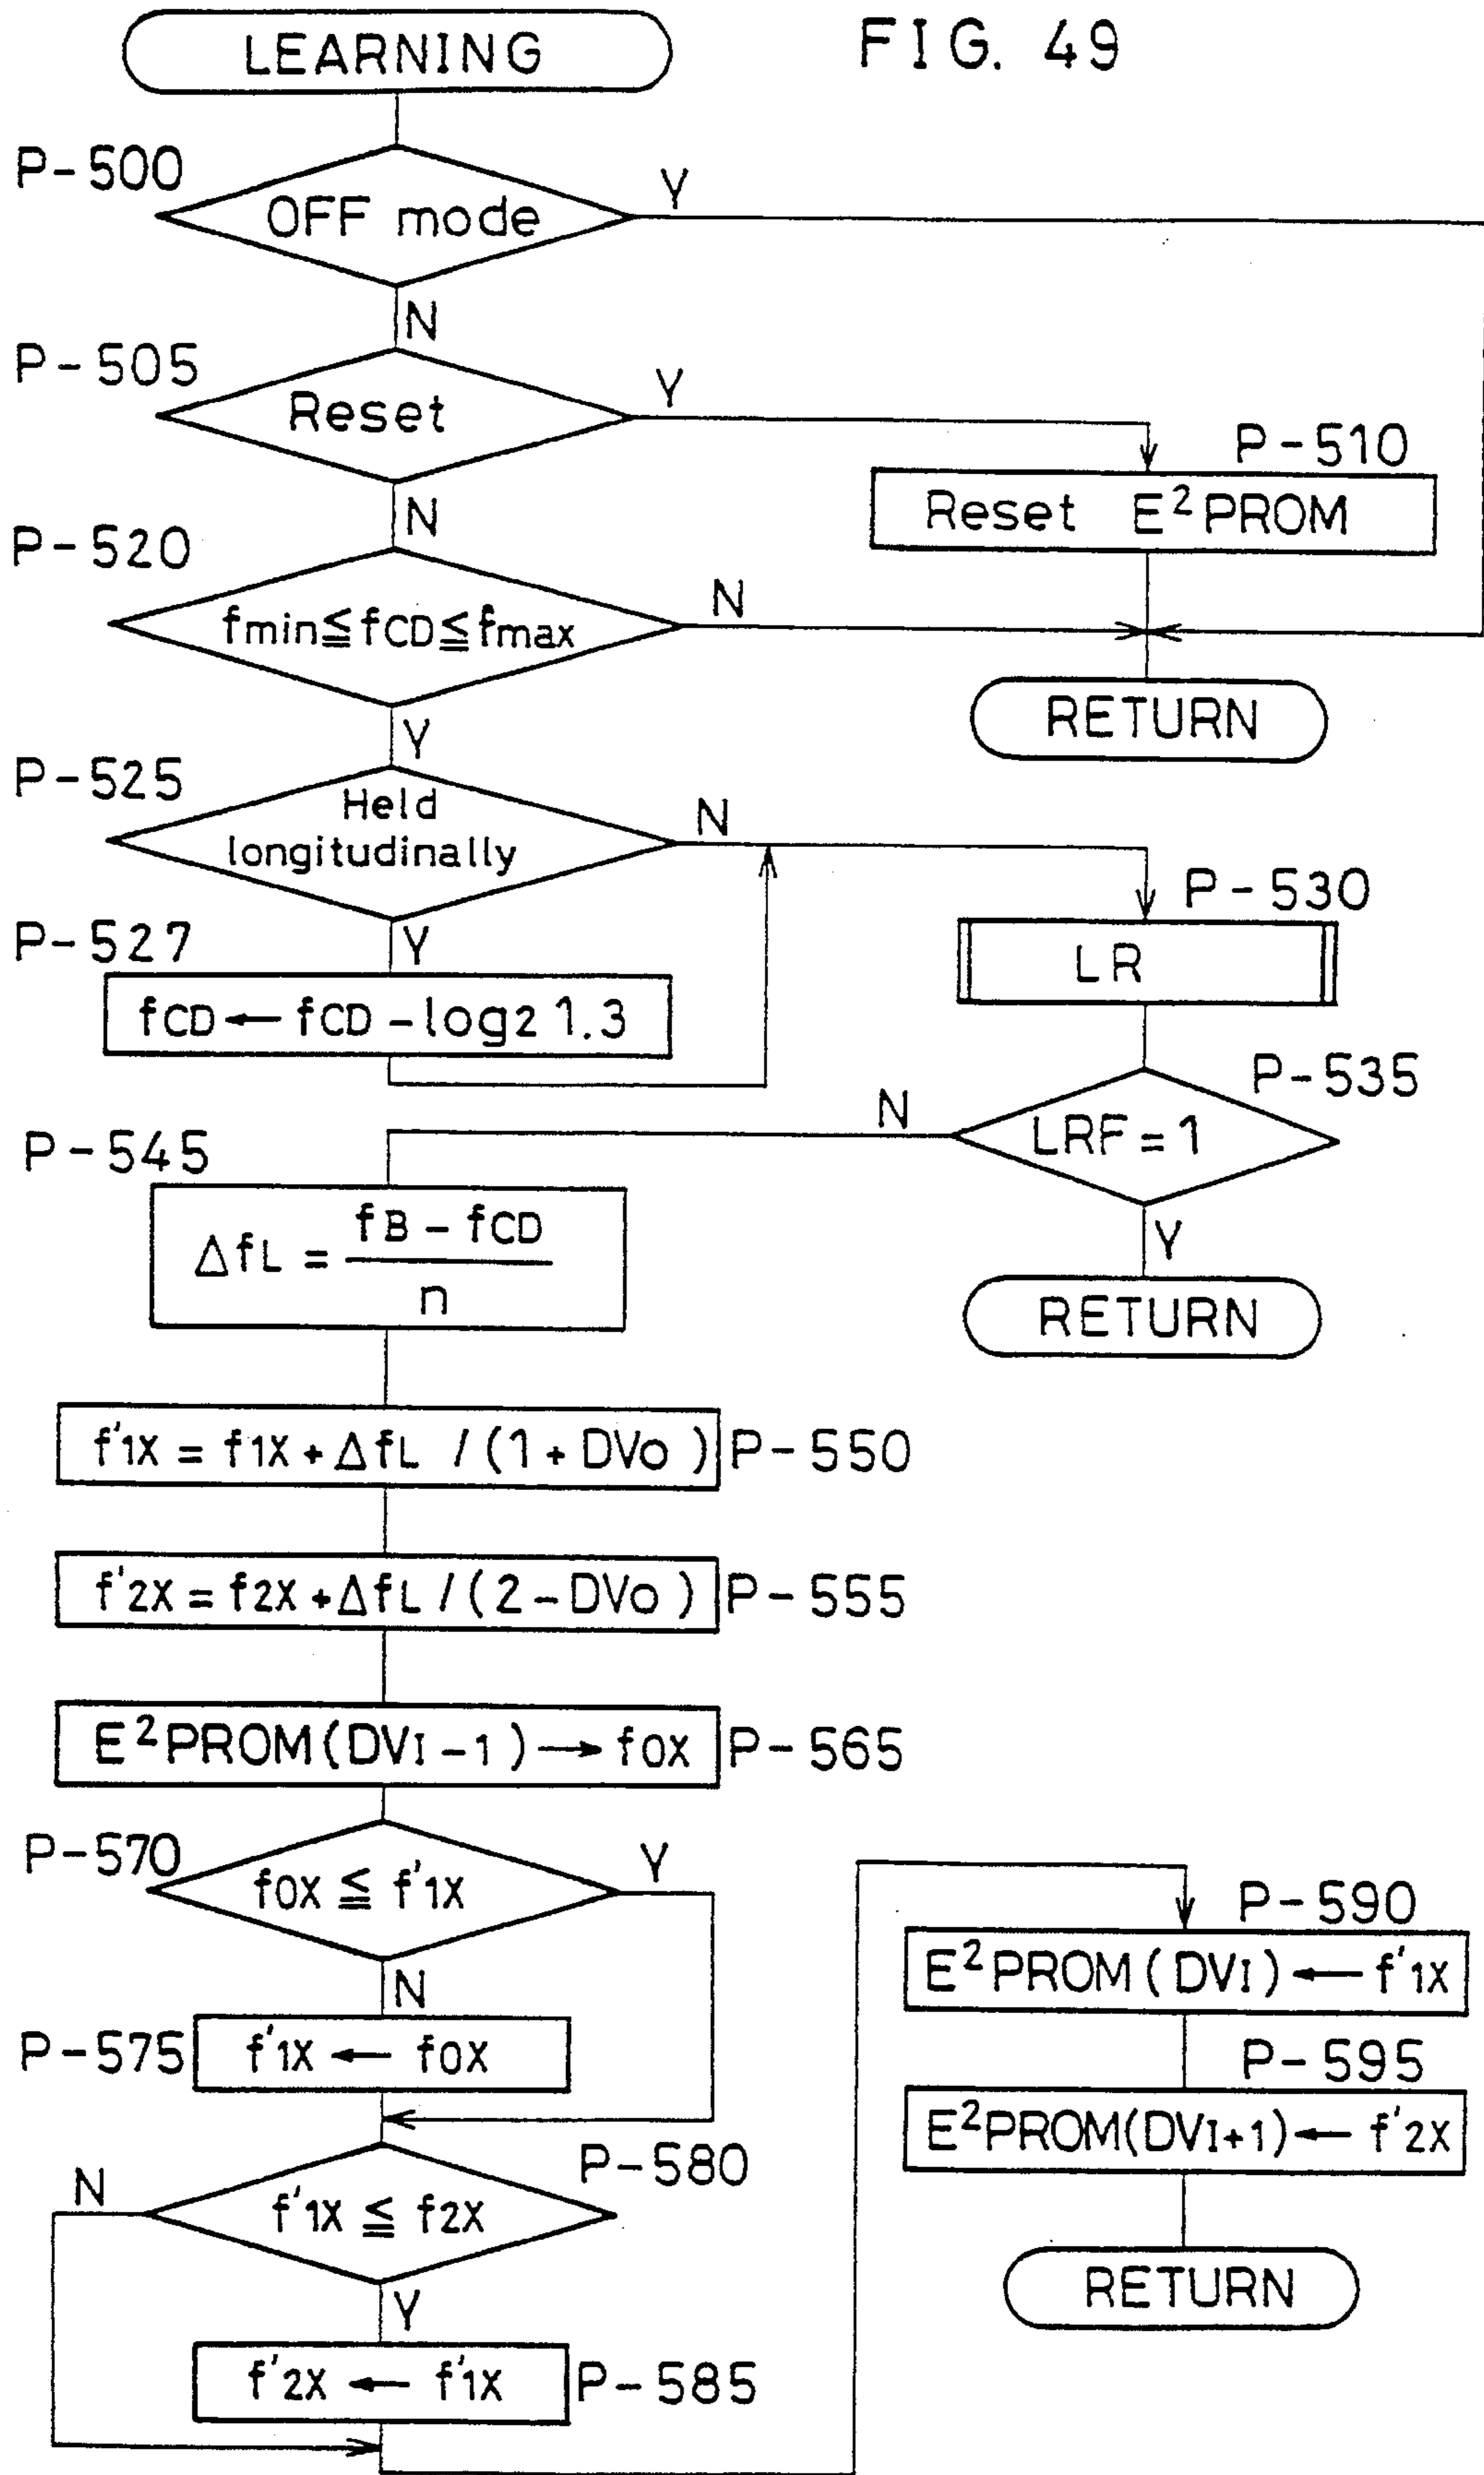 FIG. 49
LEARNING
P-500
OFF mode
Y
N
P-505
Reset
Y
P-510
Reset E²PROM
N
P-520
fmin≦fCD≦fmax
N
RETURN
Y
P-525
Held
longitudinally
N
P-530
LR
Y
P-527
fCD ← fCD - log2 1.3
P-535
LRF = 1
N
Y
RETURN
P-545
ΔfL = (fB - fCD) / n
f'1X = f1X + ΔfL / (1 + DVo) P-550
f'2X = f2X + ΔfL / (2 - DVo) P-555
E²PROM(DVI-1) → f0X P-565
P-570
f0X ≦ f'1X
Y
N
P-575
f'1X ← f0X
P-580
f'1X ≦ f2X
N
Y
f'2X ← f'1X P-585
P-590
E²PROM(DVI) ← f'1X
P-595
E²PROM(DVI+1) ← f'2X
RETURN